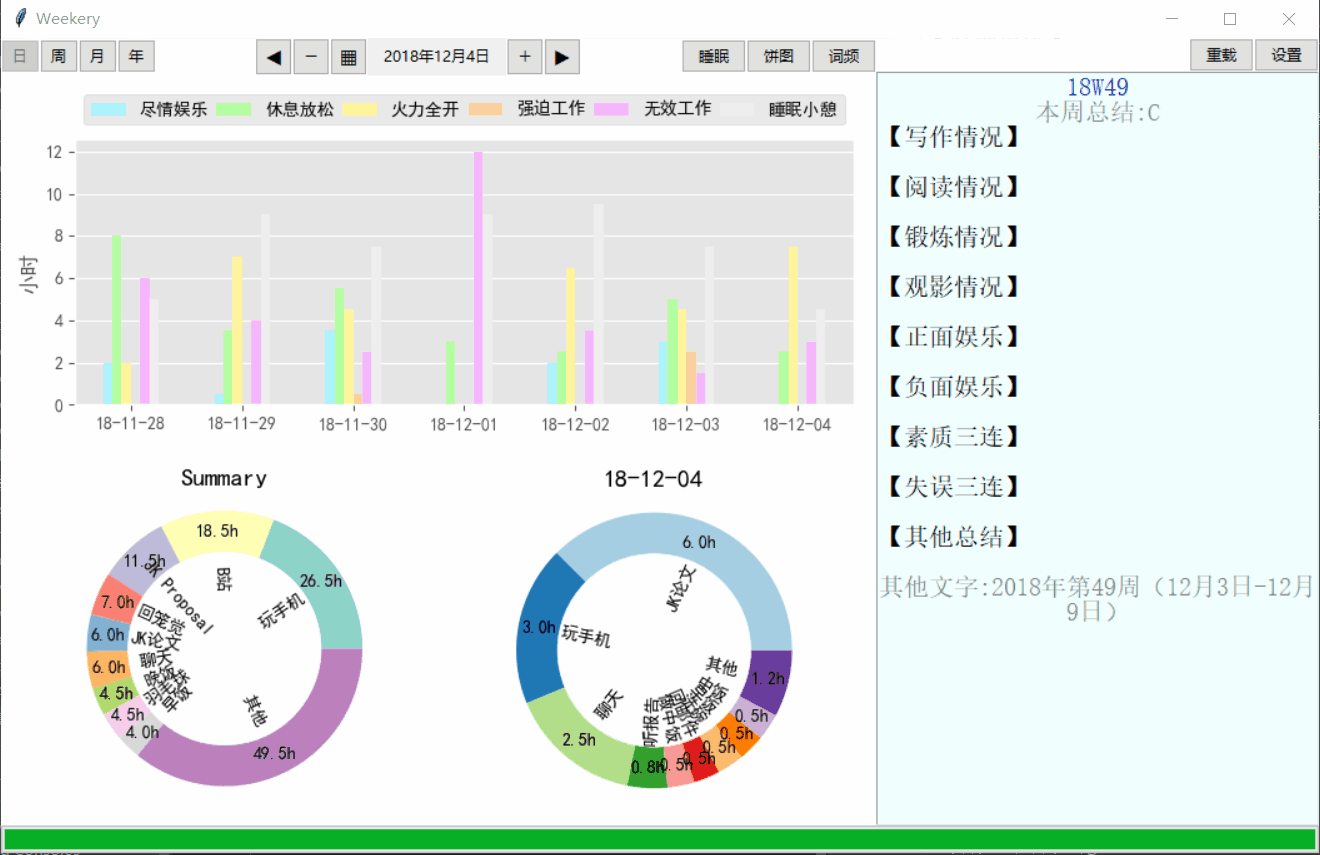 Weekery
日 周 月 年 ◀ － ▦ 2018年12月4日 ＋ ▶ 睡眠 饼图 词频 重载 设置
尽情娱乐 休息放松 火力全开 强迫工作 无效工作 睡眠小憩
小时
12
10
8
6
4
2
0
18-11-28 18-11-29 18-11-30 18-12-01 18-12-02 18-12-03 18-12-04
Summary
26.5h 玩手机
18.5h B站
11.5h JK Proposal
7.0h 回笼觉
6.0h JK论文
6.0h 聊天
4.5h
4.5h
4.0h
49.5h 其他
18-12-04
6.0h JK论文
3.0h 玩手机
2.5h 聊天
0.8h 听报告
0.5h
0.5h
0.5h
0.5h
0.5h
1.2h 其他
18W49
本周总结:C
【写作情况】
【阅读情况】
【锻炼情况】
【观影情况】
【正面娱乐】
【负面娱乐】
【素质三连】
【失误三连】
【其他总结】
其他文字:2018年第49周（12月3日-12月
9日）